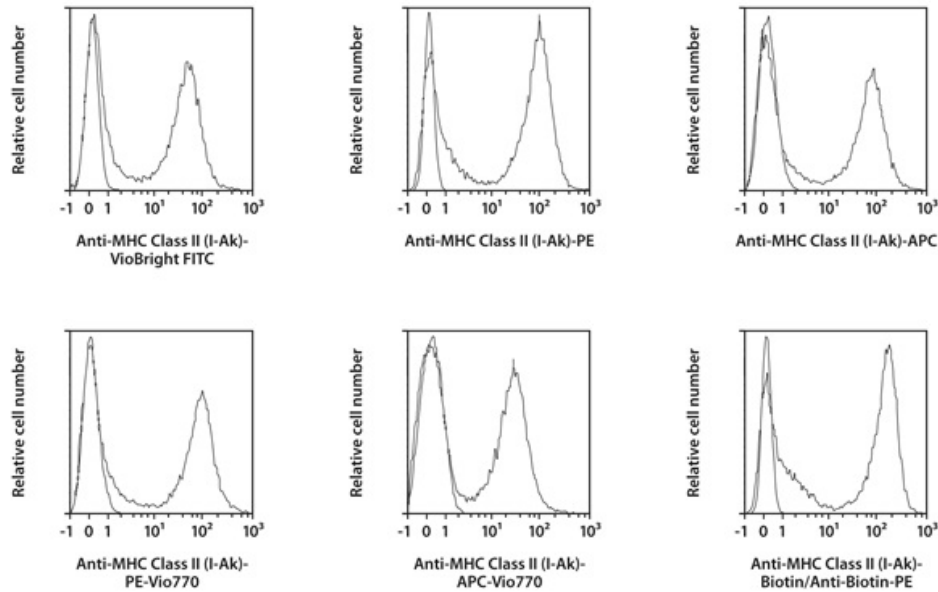 Relative cell number
-1 0 1 10¹ 10² 10³
Anti-MHC Class II (I-Ak)-
VioBright FITC
Relative cell number
-1 0 1 10¹ 10² 10³
Anti-MHC Class II (I-Ak)-PE
Relative cell number
-1 0 1 10¹ 10² 10³
Anti-MHC Class II (I-Ak)-APC
Relative cell number
-1 0 1 10¹ 10² 10³
Anti-MHC Class II (I-Ak)-
PE-Vio770
Relative cell number
-1 0 1 10¹ 10² 10³
Anti-MHC Class II (I-Ak)-
APC-Vio770
Relative cell number
-1 0 1 10¹ 10² 10³
Anti-MHC Class II (I-Ak)-
Biotin/Anti-Biotin-PE